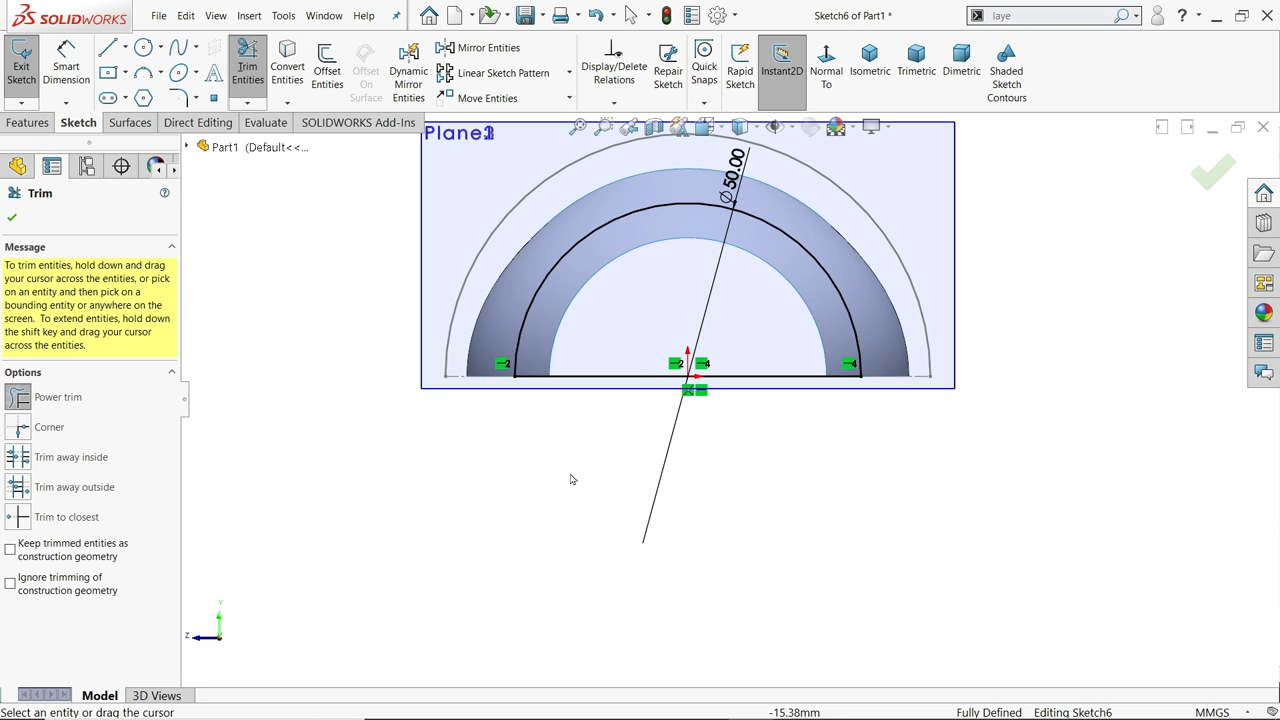 SOLIDWORKS File Edit View Insert Tools Window Help Sketch6 of Part1 * laye ?
Exit Sketch
Smart Dimension
Trim Entities
Convert Entities
Offset Entities
Offset On Surface
Dynamic Mirror Entities
Mirror Entities
Linear Sketch Pattern
Move Entities
Display/Delete Relations
Repair Sketch
Quick Snaps
Rapid Sketch
Instant2D
Normal To
Isometric
Trimetric
Dimetric
Shaded Sketch Contours
Features Sketch Surfaces Direct Editing Evaluate SOLIDWORKS Add-Ins
Part1 (Default<<...
Trim
Message
To trim entities, hold down and drag
your cursor across the entities, or pick
on an entity and then pick on a
bounding entity or anywhere on the
screen. To extend entities, hold down
the shift key and drag your cursor
across the entities.
Options
Power trim
Corner
Trim away inside
Trim away outside
Trim to closest
Keep trimmed entities as
construction geometry
Ignore trimming of
construction geometry
Ø50.00
2
2
4
4
Y
Z
Model 3D Views
Select an entity or drag the cursor -15.38mm Fully Defined Editing Sketch6 MMGS